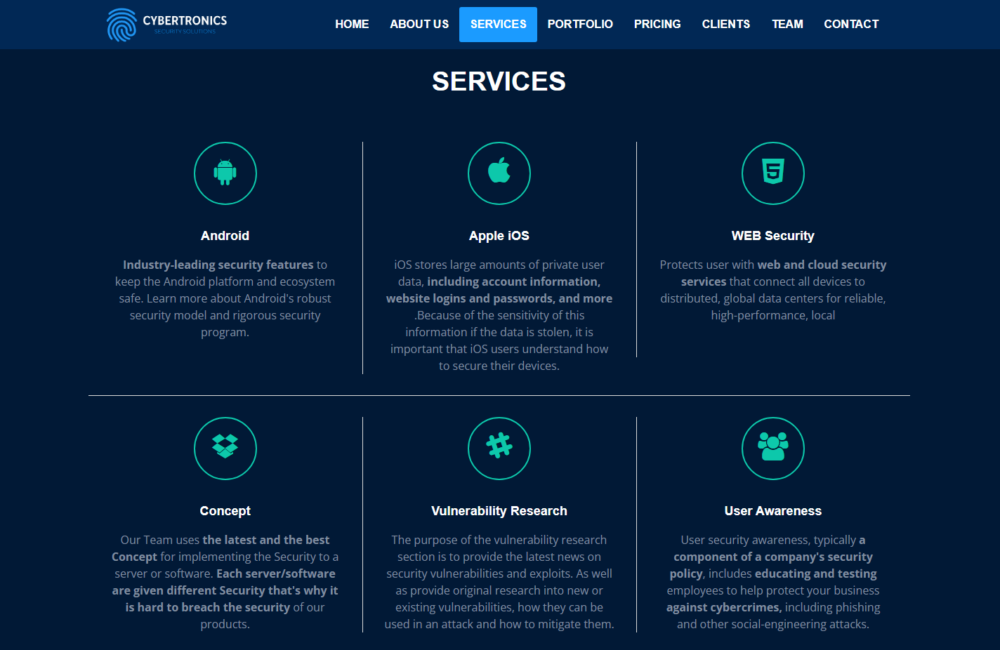 CYBERTRONICS
SECURITY SOLUTIONS
HOME ABOUT US SERVICES PORTFOLIO PRICING CLIENTS TEAM CONTACT
SERVICES
Android
Industry-leading security features to
keep the Android platform and ecosystem
safe. Learn more about Android's robust
security model and rigorous security
program.
Apple iOS
iOS stores large amounts of private user
data, including account information,
website logins and passwords, and more
.Because of the sensitivity of this
information if the data is stolen, it is
important that iOS users understand how
to secure their devices.
WEB Security
Protects user with web and cloud security
services that connect all devices to
distributed, global data centers for reliable,
high-performance, local
Concept
Our Team uses the latest and the best
Concept for implementing the Security to a
server or software. Each server/software
are given different Security that's why it
is hard to breach the security of our
products.
Vulnerability Research
The purpose of the vulnerability research
section is to provide the latest news on
security vulnerabilities and exploits. As well
as provide original research into new or
existing vulnerabilities, how they can be
used in an attack and how to mitigate them.
User Awareness
User security awareness, typically a
component of a company's security
policy, includes educating and testing
employees to help protect your business
against cybercrimes, including phishing
and other social-engineering attacks.